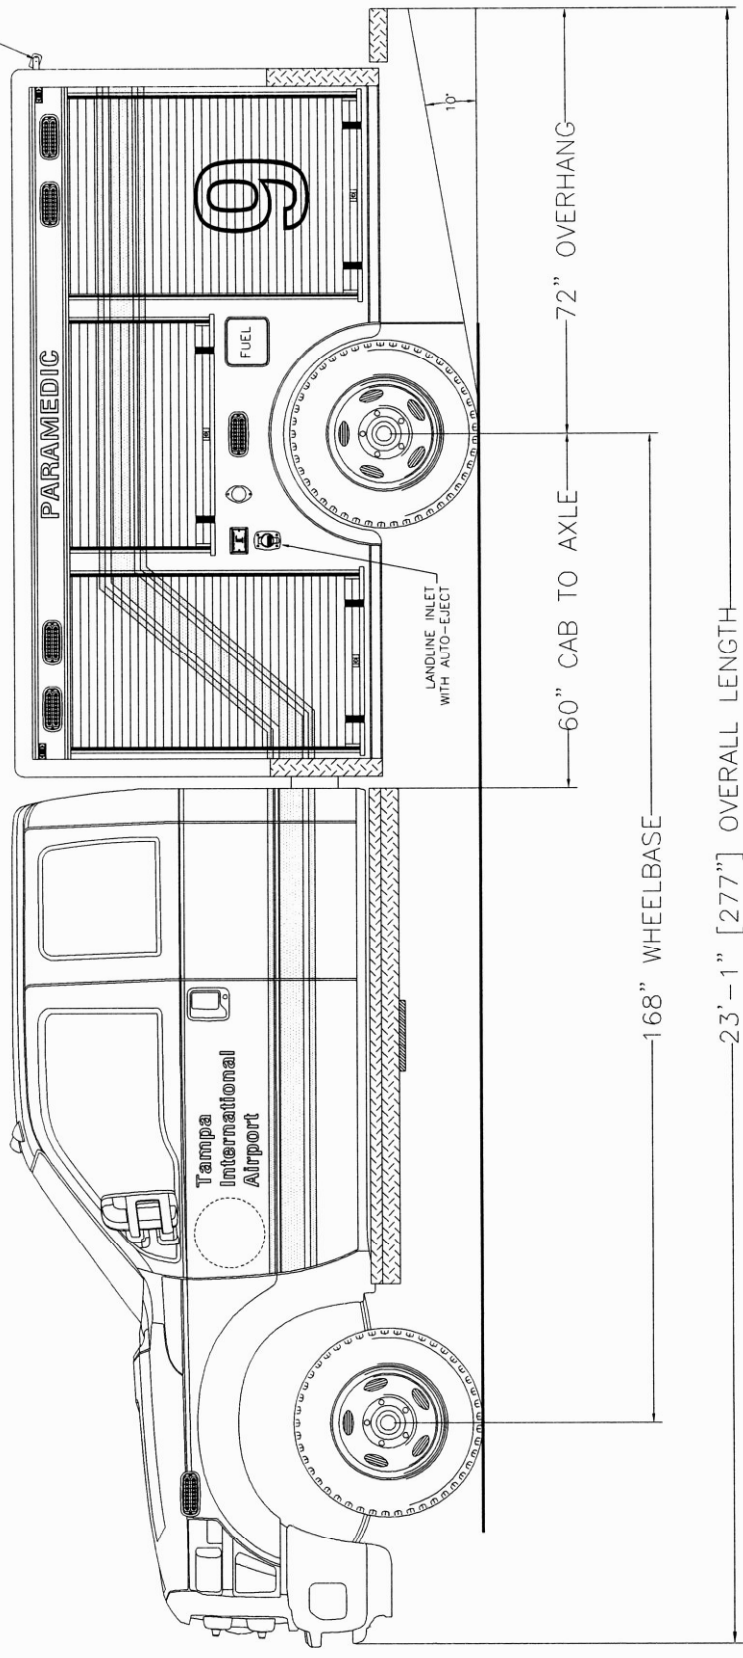 PARAMEDIC
9
FUEL
Tampa
International
Airport
LANDLINE INLET
WITH AUTO-EJECT
10°
60" CAB TO AXLE
72" OVERHANG
168" WHEELBASE
23'-1" [277"] OVERALL LENGTH